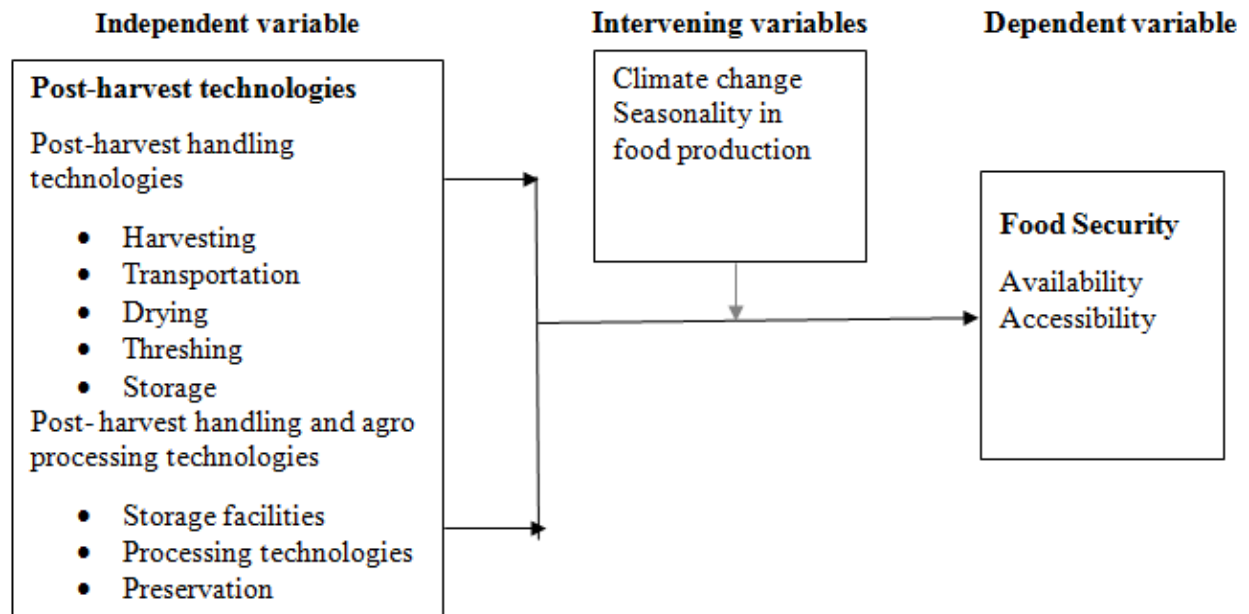 Independent variable
Post-harvest technologies
Post-harvest handling
technologies
• Harvesting
• Transportation
• Drying
• Threshing
• Storage
Post- harvest handling and agro
processing technologies
• Storage facilities
• Processing technologies
• Preservation
Intervening variables
Climate change
Seasonality in
food production
Dependent variable
Food Security
Availability
Accessibility